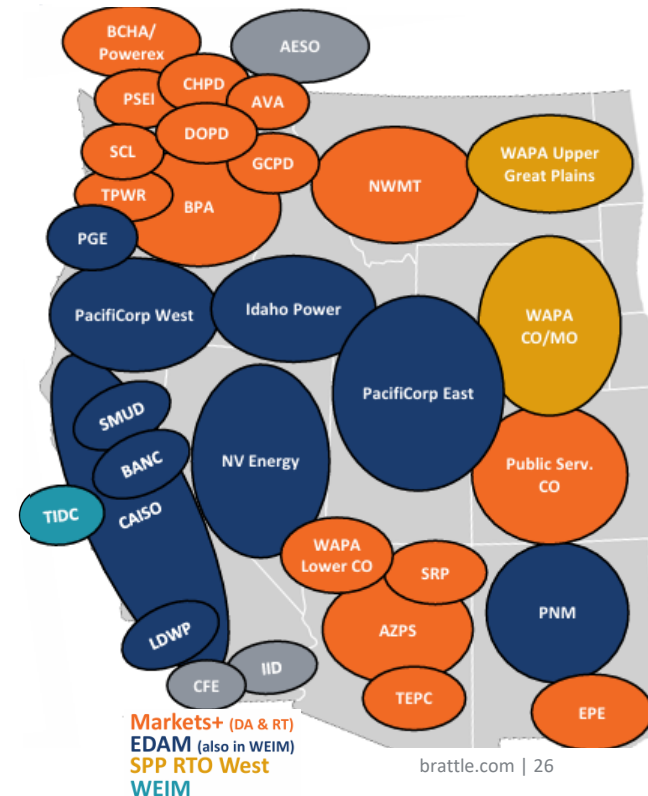 BCHA/
Powerex
AESO
CHPD
PSEI
AVA
DOPD
SCL
GCPD
WAPA Upper
Great Plains
NWMT
TPWR
BPA
PGE
PacifiCorp West
Idaho Power
WAPA
CO/MO
PacifiCorp East
SMUD
BANC
NV Energy
Public Serv.
CO
TIDC
CAISO
WAPA
Lower CO
SRP
PNM
LDWP
AZPS
IID
CFE
TEPC
EPE
Markets+ (DA & RT)
EDAM (also in WEIM)
SPP RTO West
WEIM
brattle.com | 26